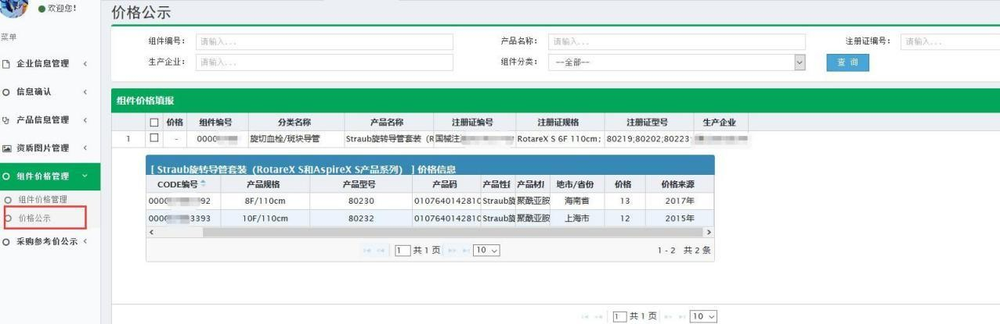 欢迎您!
价格公示
菜单
组件编号： 请输入... 产品名称： 请输入... 注册证编号： 请输入...
生产企业： 请输入... 组件分类： --全部-- 查 询
企业信息管理
信息确认
产品信息管理
资质图片管理
组件价格管理
组件价格管理
价格公示
采购参考价公示
组件价格填报
价格 组件编号 分类名称 产品名称 注册证编号 注册证规格 注册证型号 生产企业
1 - 0000 旋切血栓/斑块导管 Straub旋转导管套装（R 国械注 RotareX S 6F 110cm; 80219;80202;80223;
[ Straub旋转导管套装（RotareX S和AspireX S产品系列） ] 价格信息
CODE编号 产品规格 产品型号 产品码 产品性 产品材 地市/省份 价格 价格来源
0000 92 8F/110cm 80230 0107640142810 Straub旋 聚酰亚胺 海南省 13 2017年
0000 3393 10F/110cm 80232 0107640142810 Straub旋 聚酰亚胺 上海市 12 2015年
1 共 1 页 10 1 - 2 共 2 条
1 共 1 页 10